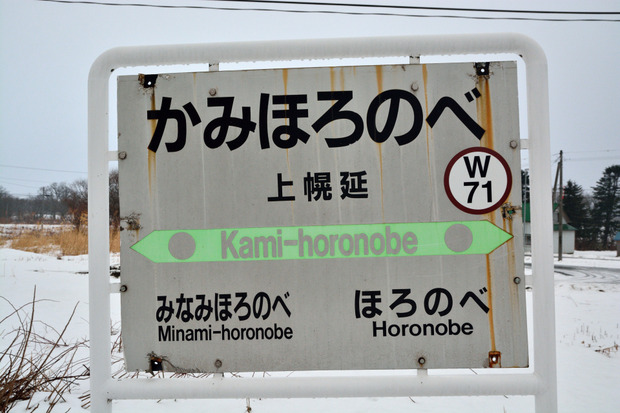 かみほろのべ
上幌延
W
71
Kami-horonobe
みなみほろのべ
Minami-horonobe
ほろのべ
Horonobe